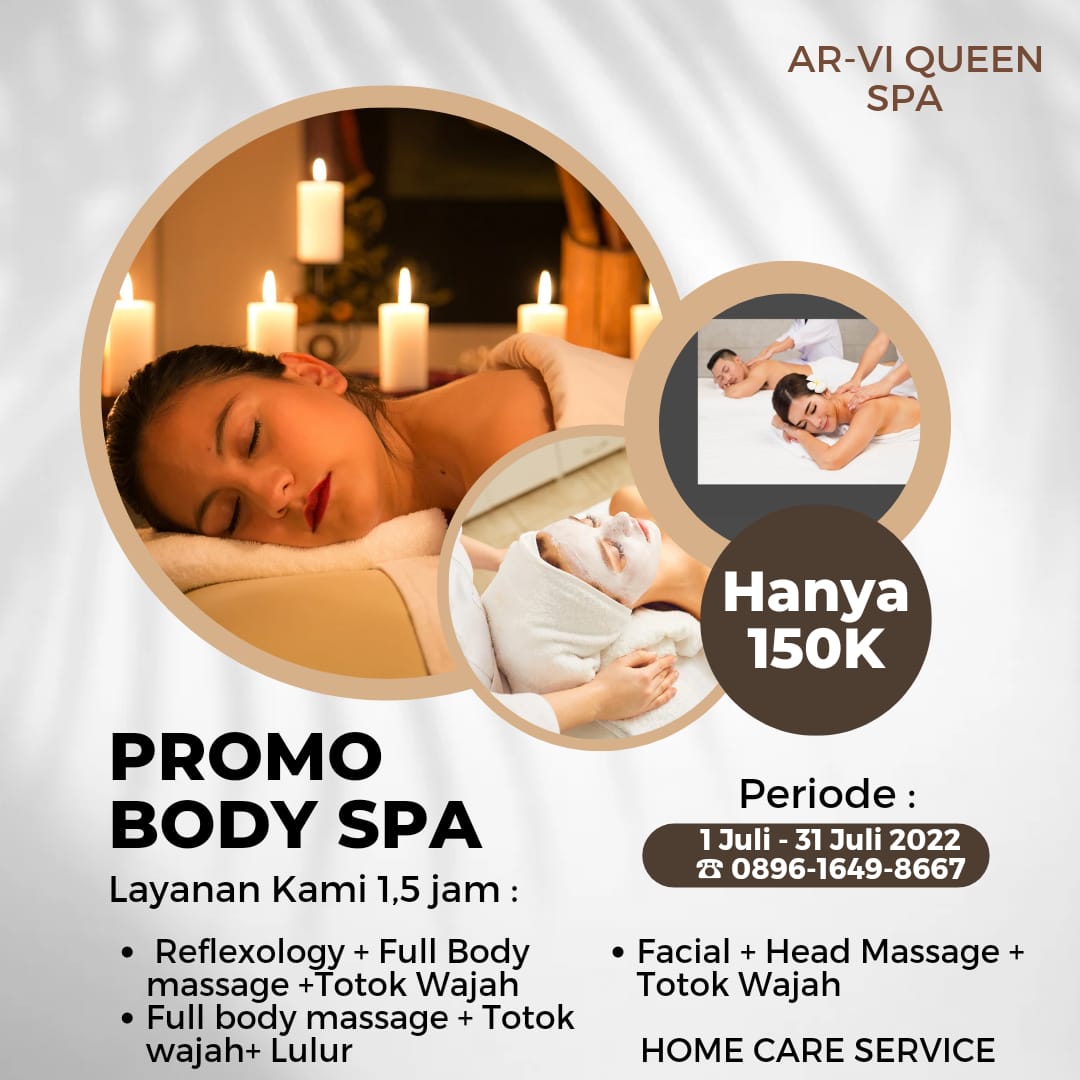 AR-VI QUEEN
SPA
Hanya
150K
PROMO
BODY SPA
Layanan Kami 1,5 jam :
• Reflexology + Full Body
massage +Totok Wajah
• Full body massage + Totok
wajah+ Lulur
Periode :
1 Juli - 31 Juli 2022
☎ 0896-1649-8667
• Facial + Head Massage +
Totok Wajah
HOME CARE SERVICE